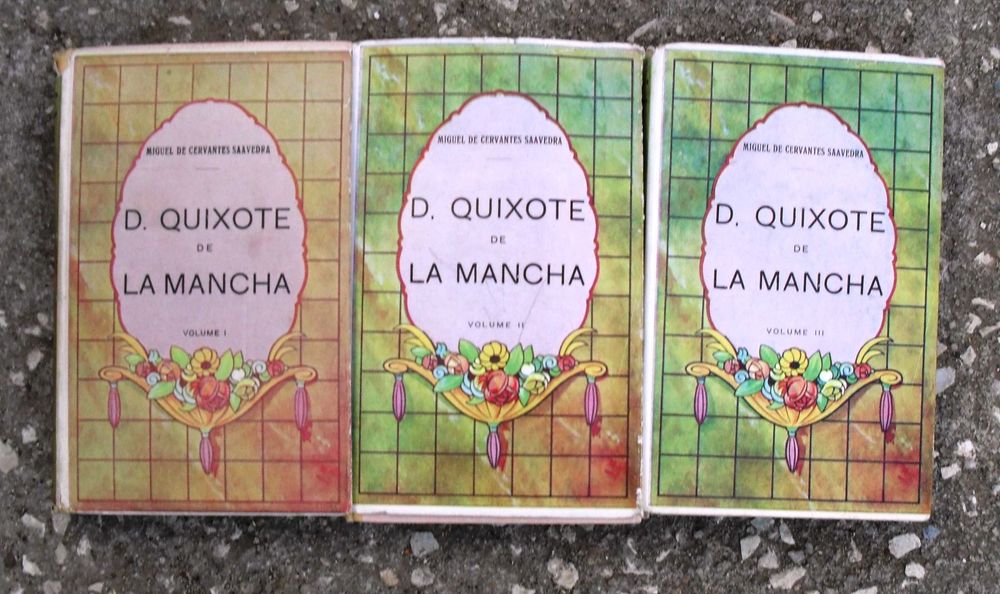 MIGUEL DE CERVANTES SAAVEDRA
D. QUIXOTE
DE
LA MANCHA
VOLUME I
MIGUEL DE CERVANTES SAAVEDRA
D. QUIXOTE
DE
LA MANCHA
VOLUME II
MIGUEL DE CERVANTES SAAVEDRA
D. QUIXOTE
DE
LA MANCHA
VOLUME III